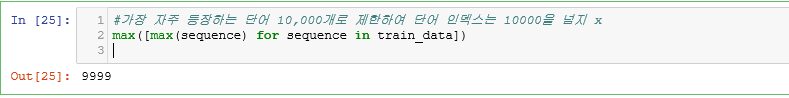 In [25]: 1 #가장 자주 등장하는 단어 10,000개로 제한하여 단어 인덱스는 10000을 넘지 x
2 max([max(sequence) for sequence in train_data])
3
Out[25]: 9999